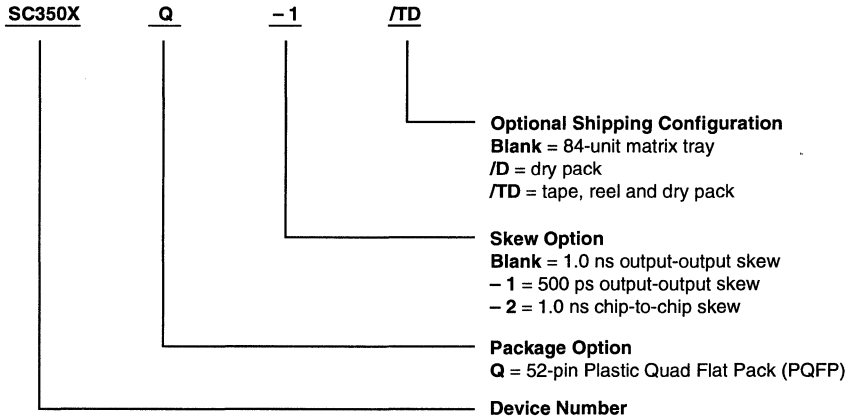 SC350X Q – 1 /TD
Optional Shipping Configuration
Blank = 84-unit matrix tray
/D = dry pack
/TD = tape, reel and dry pack
Skew Option
Blank = 1.0 ns output-output skew
– 1 = 500 ps output-output skew
– 2 = 1.0 ns chip-to-chip skew
Package Option
Q = 52-pin Plastic Quad Flat Pack (PQFP)
Device Number